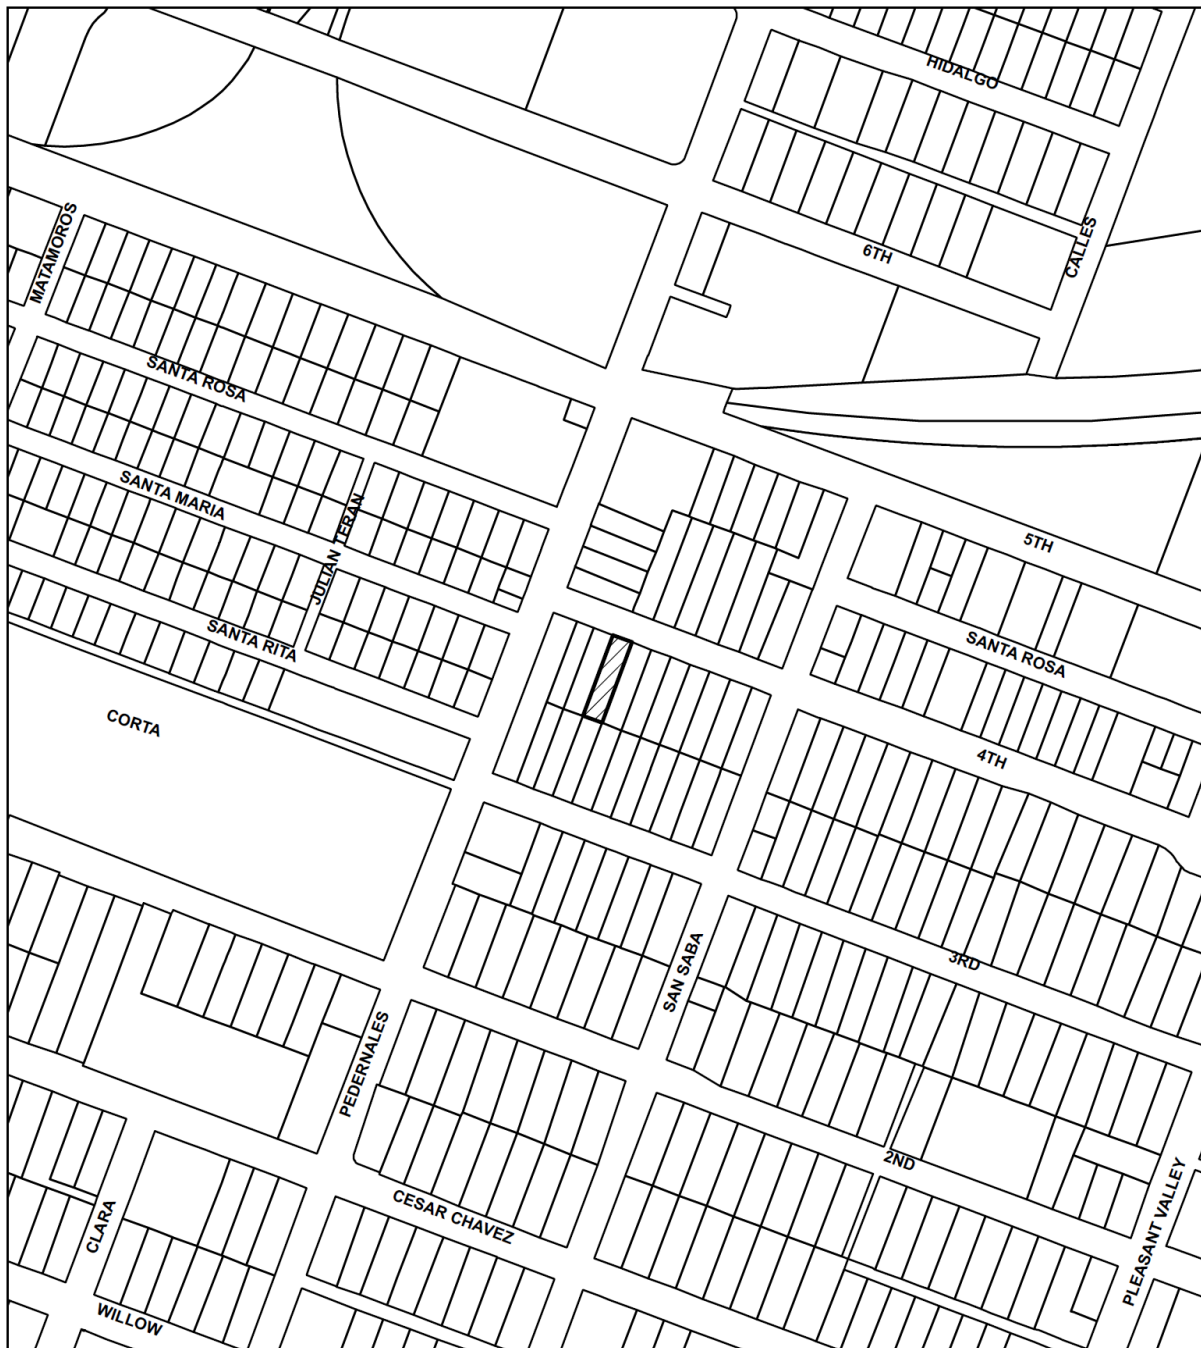 HIDALGO
MATAMOROS
6TH
CALLES
SANTA ROSA
SANTA MARIA
JULIAN TERAN
5TH
SANTA RITA
SANTA ROSA
CORTA
4TH
SAN SABA
3RD
PEDERNALES
2ND
CLARA
CESAR CHAVEZ
PLEASANT VALLEY
WILLOW